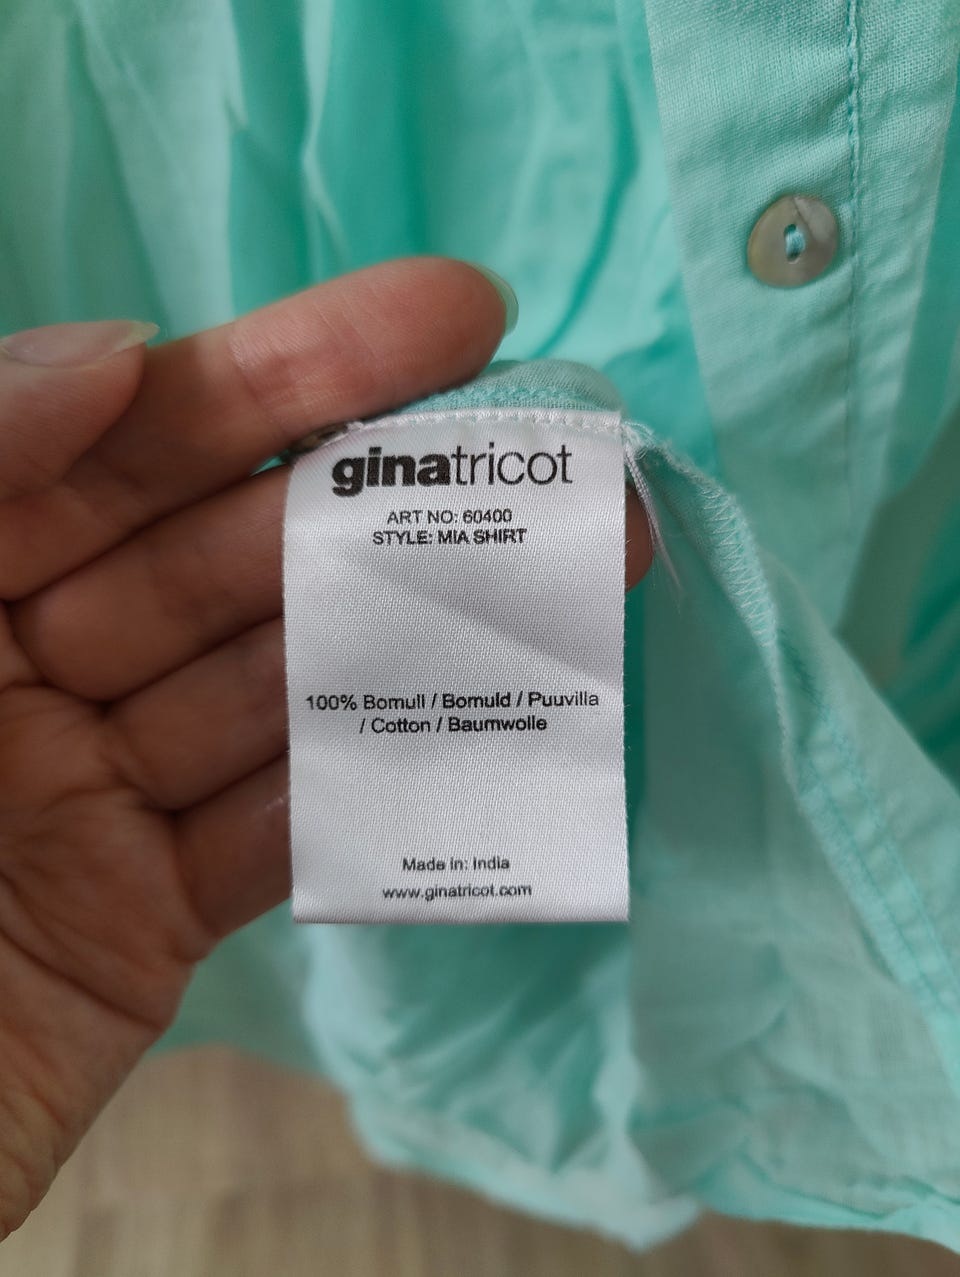 ginatricot
ART NO: 60400
STYLE: MIA SHIRT
100% Bomull / Bomuld / Puuvilla
/ Cotton / Baumwolle
Made in: India
www.ginatricot.com